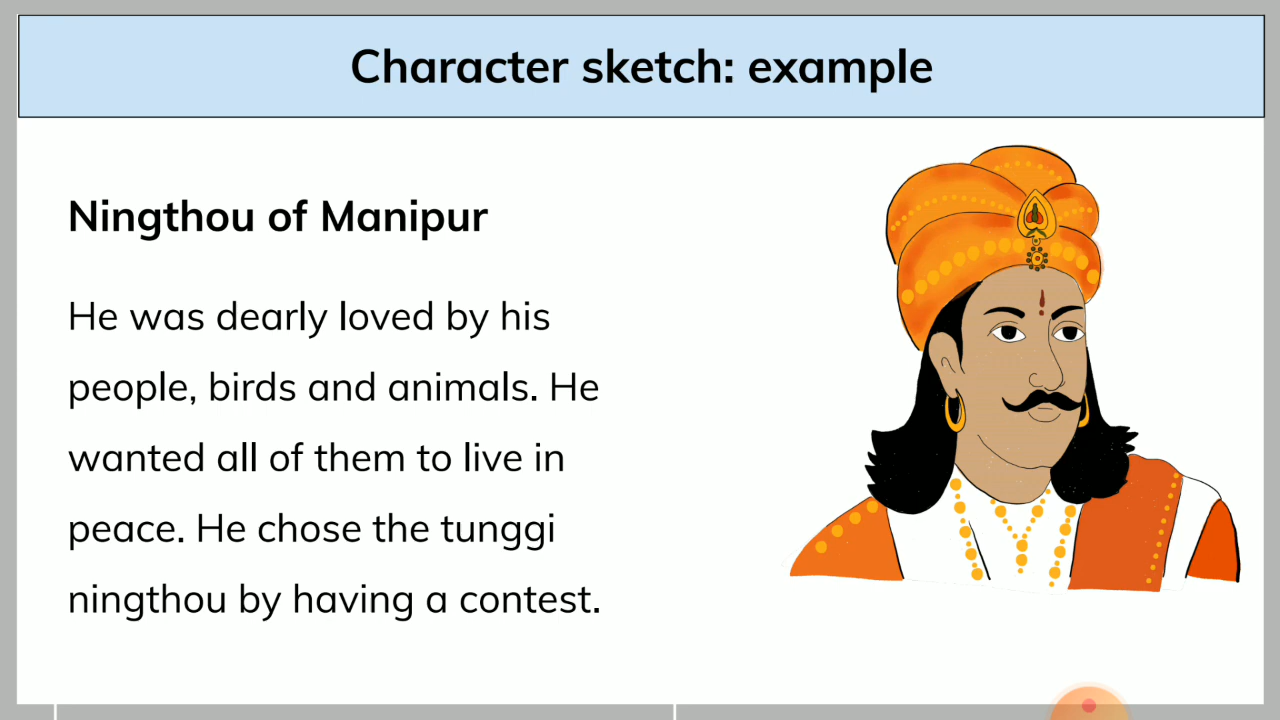 Character sketch: example
Ningthou of Manipur
He was dearly loved by his
people, birds and animals. He
wanted all of them to live in
peace. He chose the tunggi
ningthou by having a contest.